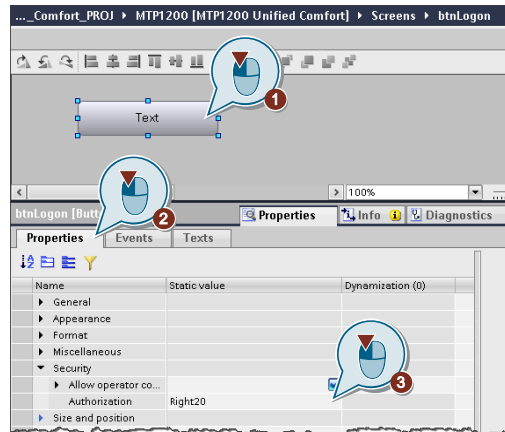 ..._Comfort_PROJ ▸ MTP1200 [MTP1200 Unified Comfort] ▸ Screens ▸ btnLogon
1
Text
100%
2
btnLogon [Butt
Properties Info Diagnostics
Properties Events Texts
Name Static value Dynamization (0)
General
Appearance
Format
Miscellaneous
Security
Allow operator co...
3
Authorization Right20
Size and position